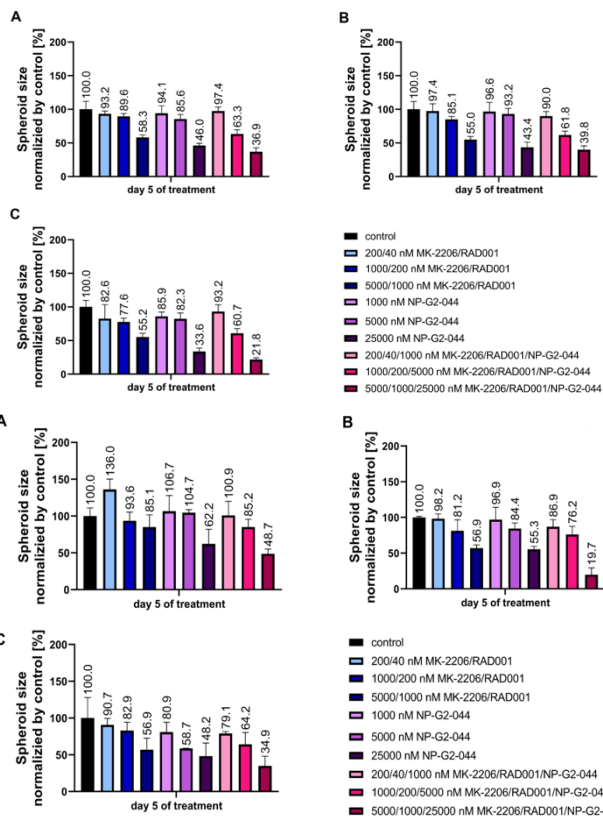 A
Spheroid size
normalizied by control [%]
200
150
100
50
0
100.0
93.2
89.6
58.3
94.1
85.6
46.0
97.4
63.3
36.9
day 5 of treatment
B
Spheroid size
normalizied by control [%]
200
150
100
50
0
100.0
97.4
85.1
55.0
96.6
93.2
43.4
90.0
61.8
39.8
day 5 of treatment
C
Spheroid size
normalizied by control [%]
200
150
100
50
0
100.0
82.6
77.6
55.2
85.9
82.3
33.6
93.2
60.7
21.8
day 5 of treatment
control
200/40 nM MK-2206/RAD001
1000/200 nM MK-2206/RAD001
5000/1000 nM MK-2206/RAD001
1000 nM NP-G2-044
5000 nM NP-G2-044
25000 nM NP-G2-044
200/40/1000 nM MK-2206/RAD001/NP-G2-044
1000/200/5000 nM MK-2206/RAD001/NP-G2-044
5000/1000/25000 nM MK-2206/RAD001/NP-G2-044
A
Spheroid size
normalizied by control [%]
200
150
100
50
0
100.0
136.0
93.6
85.1
106.7
104.7
62.2
100.9
85.2
48.7
day 5 of treatment
B
Spheroid size
normalizied by control [%]
200
150
100
50
0
100.0
98.2
81.2
56.9
96.9
84.4
55.3
86.9
76.2
19.7
day 5 of treatment
C
Spheroid size
normalizied by control [%]
200
150
100
50
0
100.0
90.7
82.9
56.9
80.9
58.7
48.2
79.1
64.2
34.9
day 5 of treatment
control
200/40 nM MK-2206/RAD001
1000/200 nM MK-2206/RAD001
5000/1000 nM MK-2206/RAD001
1000 nM NP-G2-044
5000 nM NP-G2-044
25000 nM NP-G2-044
200/40/1000 nM MK-2206/RAD001/NP-G2-044
1000/200/5000 nM MK-2206/RAD001/NP-G2-04
5000/1000/25000 nM MK-2206/RAD001/NP-G2-